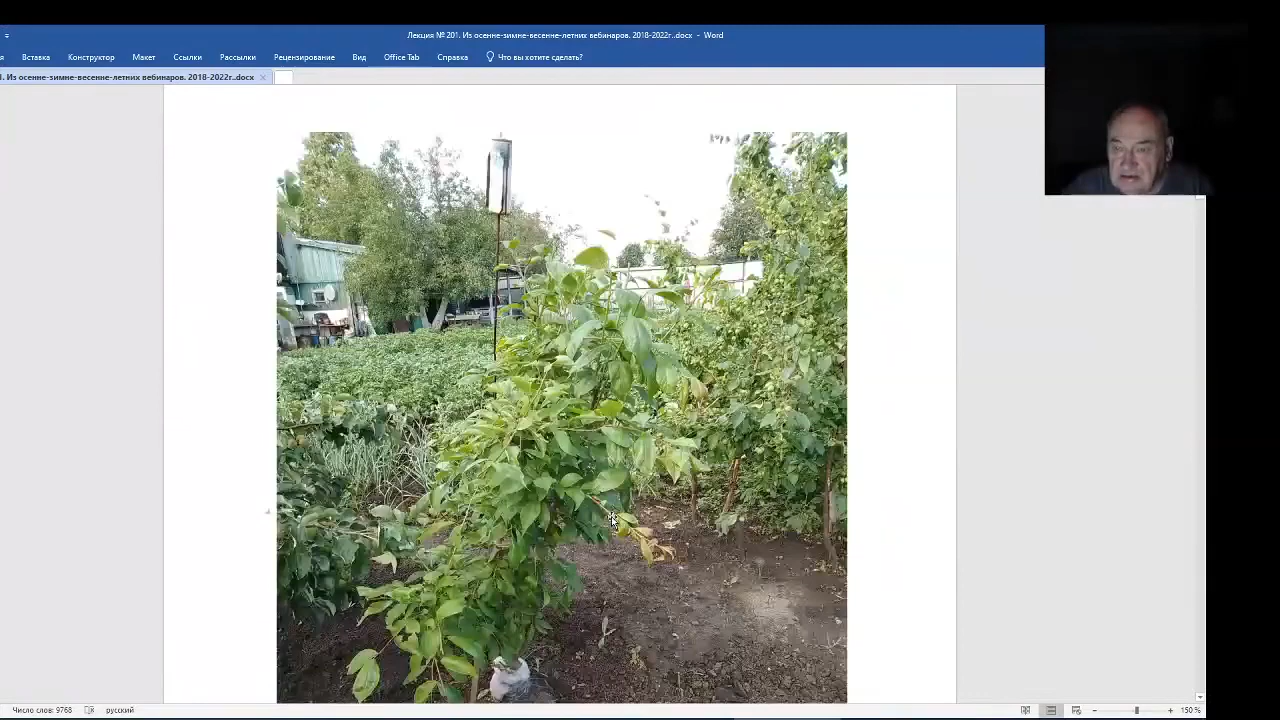 Лекция № 201. Из осенне-зимне-весенне-летних вебинаров. 2018-2022г..docx - Word
Вставка Конструктор Макет Ссылки Рассылки Рецензирование Вид Office Tab Справка Что вы хотите сделать?
. Из осенне-зимне-весенне-летних вебинаров. 2018-2022г..docx
Число слов: 9768 русский 150 %